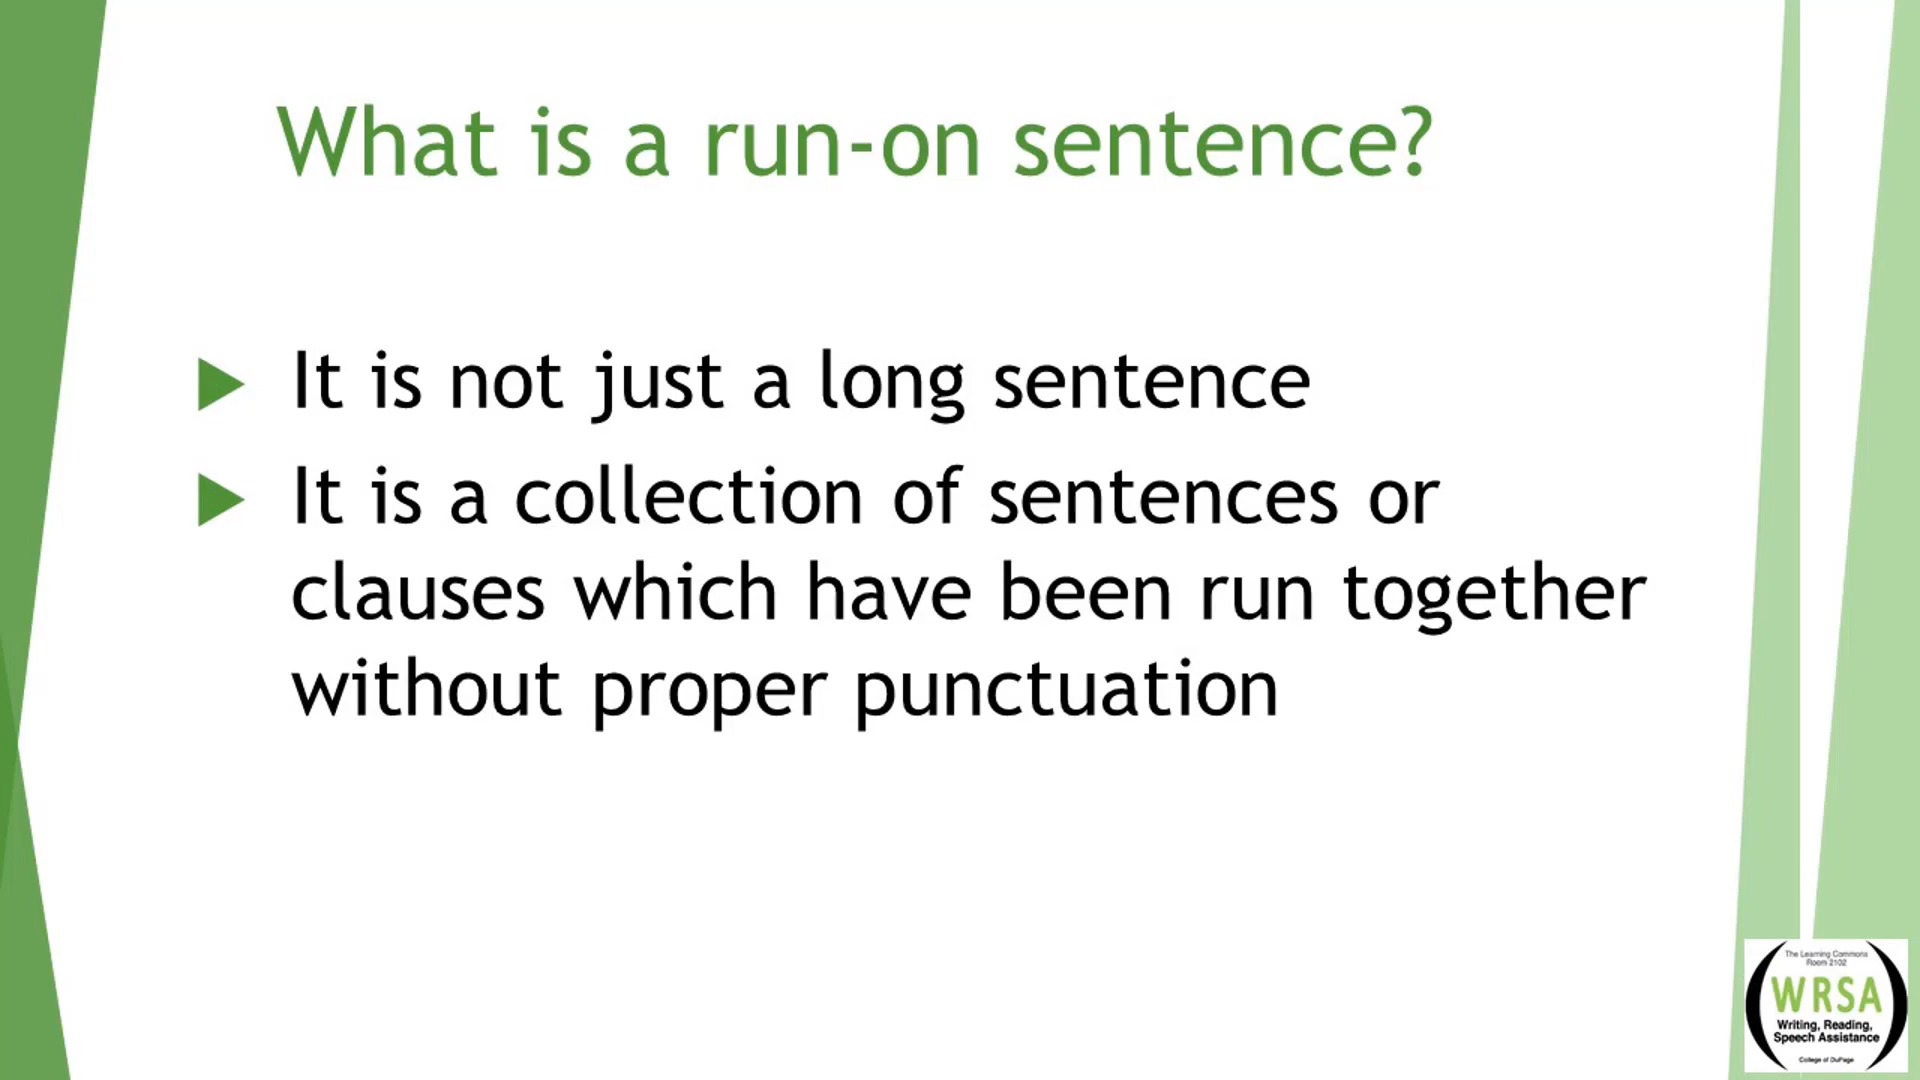 What is a run-on sentence?
It is not just a long sentence
It is a collection of sentences or
clauses which have been run together
without proper punctuation
The Learning Commons
Room 2102
WRSA
Writing, Reading,
Speech Assistance
College of DuPage